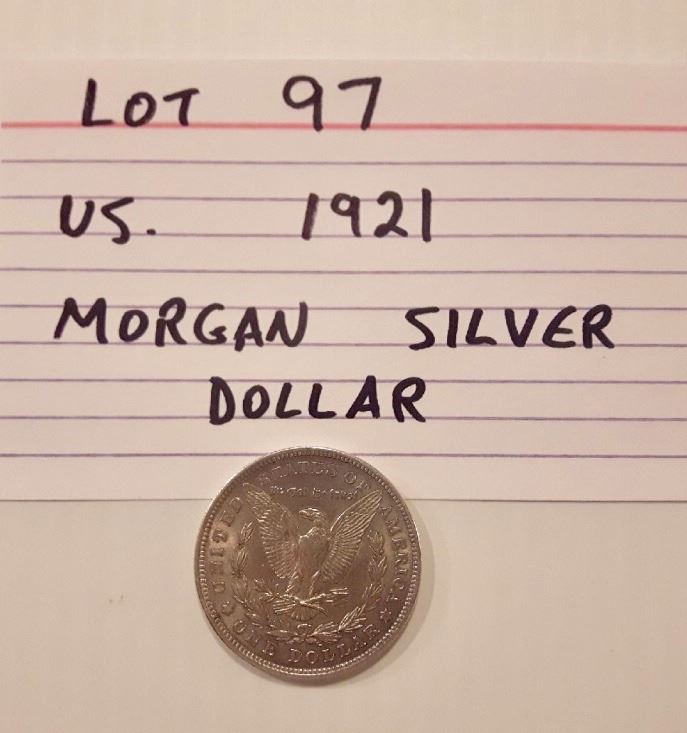 LOT 97
US. 1921
MORGAN SILVER
DOLLAR
UNITED STATES OF AMERICA
In God we trust
ONE DOLLAR